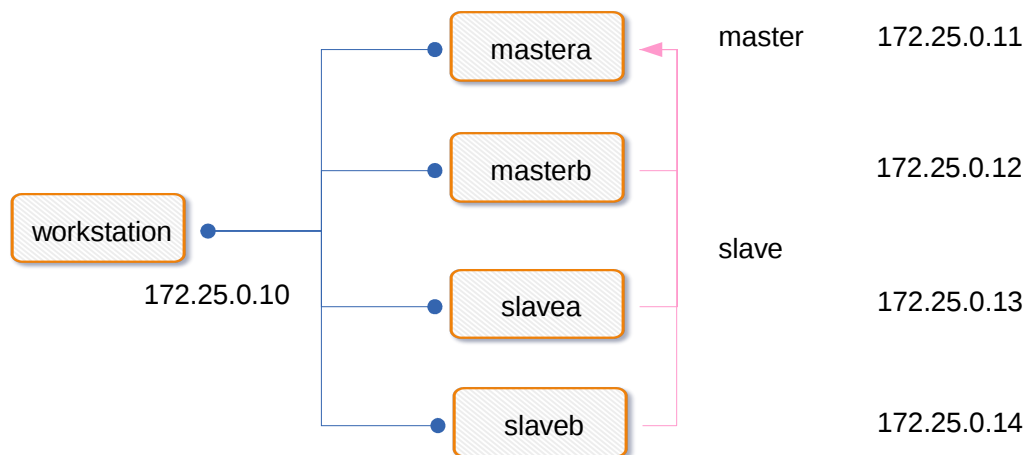 mastera
master
172.25.0.11
masterb
172.25.0.12
workstation
172.25.0.10
slave
slavea
172.25.0.13
slaveb
172.25.0.14